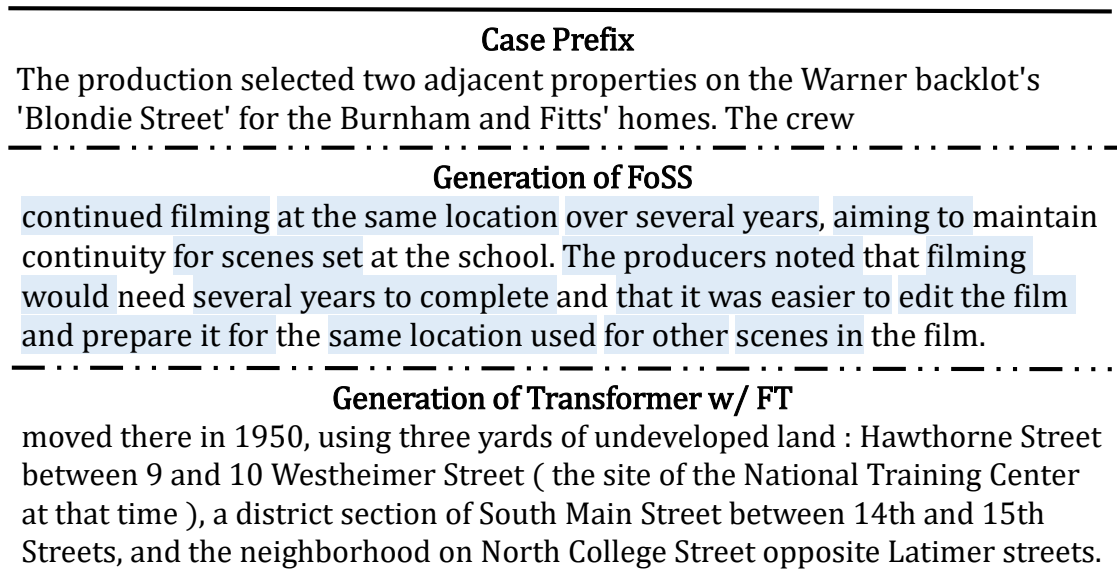 Case Prefix
The production selected two adjacent properties on the Warner backlot's
'Blondie Street' for the Burnham and Fitts' homes. The crew
Generation of FoSS
continued filming at the same location over several years, aiming to maintain
continuity for scenes set at the school. The producers noted that filming
would need several years to complete and that it was easier to edit the film
and prepare it for the same location used for other scenes in the film.
Generation of Transformer w/ FT
moved there in 1950, using three yards of undeveloped land : Hawthorne Street
between 9 and 10 Westheimer Street ( the site of the National Training Center
at that time ), a district section of South Main Street between 14th and 15th
Streets, and the neighborhood on North College Street opposite Latimer streets.